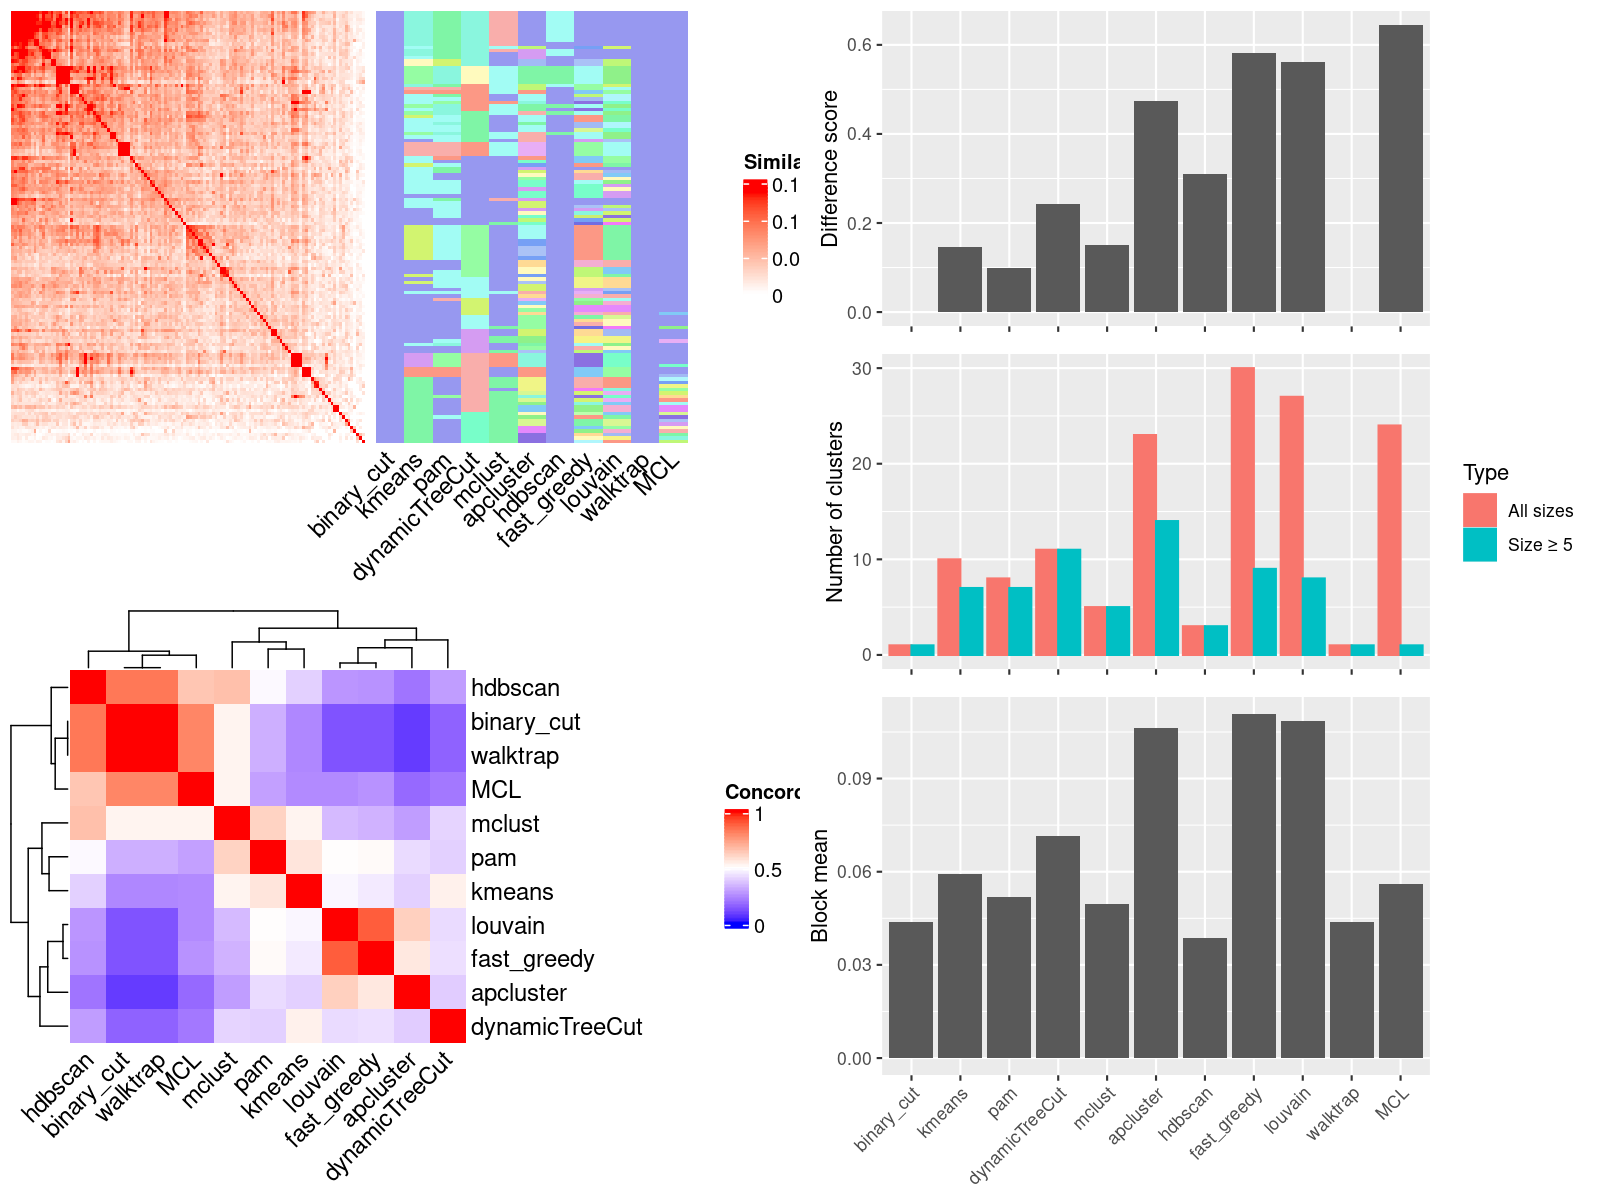 Simila
0.1
0.1
0.0
0
binary_cut
kmeans
pam
dynamicTreeCut
mclust
apcluster
hdbscan
fast_greedy
louvain
walktrap
MCL
hdbscan
binary_cut
walktrap
MCL
mclust
pam
kmeans
louvain
fast_greedy
apcluster
dynamicTreeCut
hdbscan
binary_cut
walktrap
MCL
mclust
pam
kmeans
louvain
fast_greedy
apcluster
dynamicTreeCut
Concord
1
0.5
0
Difference score
0.6
0.4
0.2
0.0
Number of clusters
30
20
10
0
Type
All sizes
Size ≥ 5
Block mean
0.09
0.06
0.03
0.00
binary_cut
kmeans
pam
dynamicTreeCut
mclust
apcluster
hdbscan
fast_greedy
louvain
walktrap
MCL